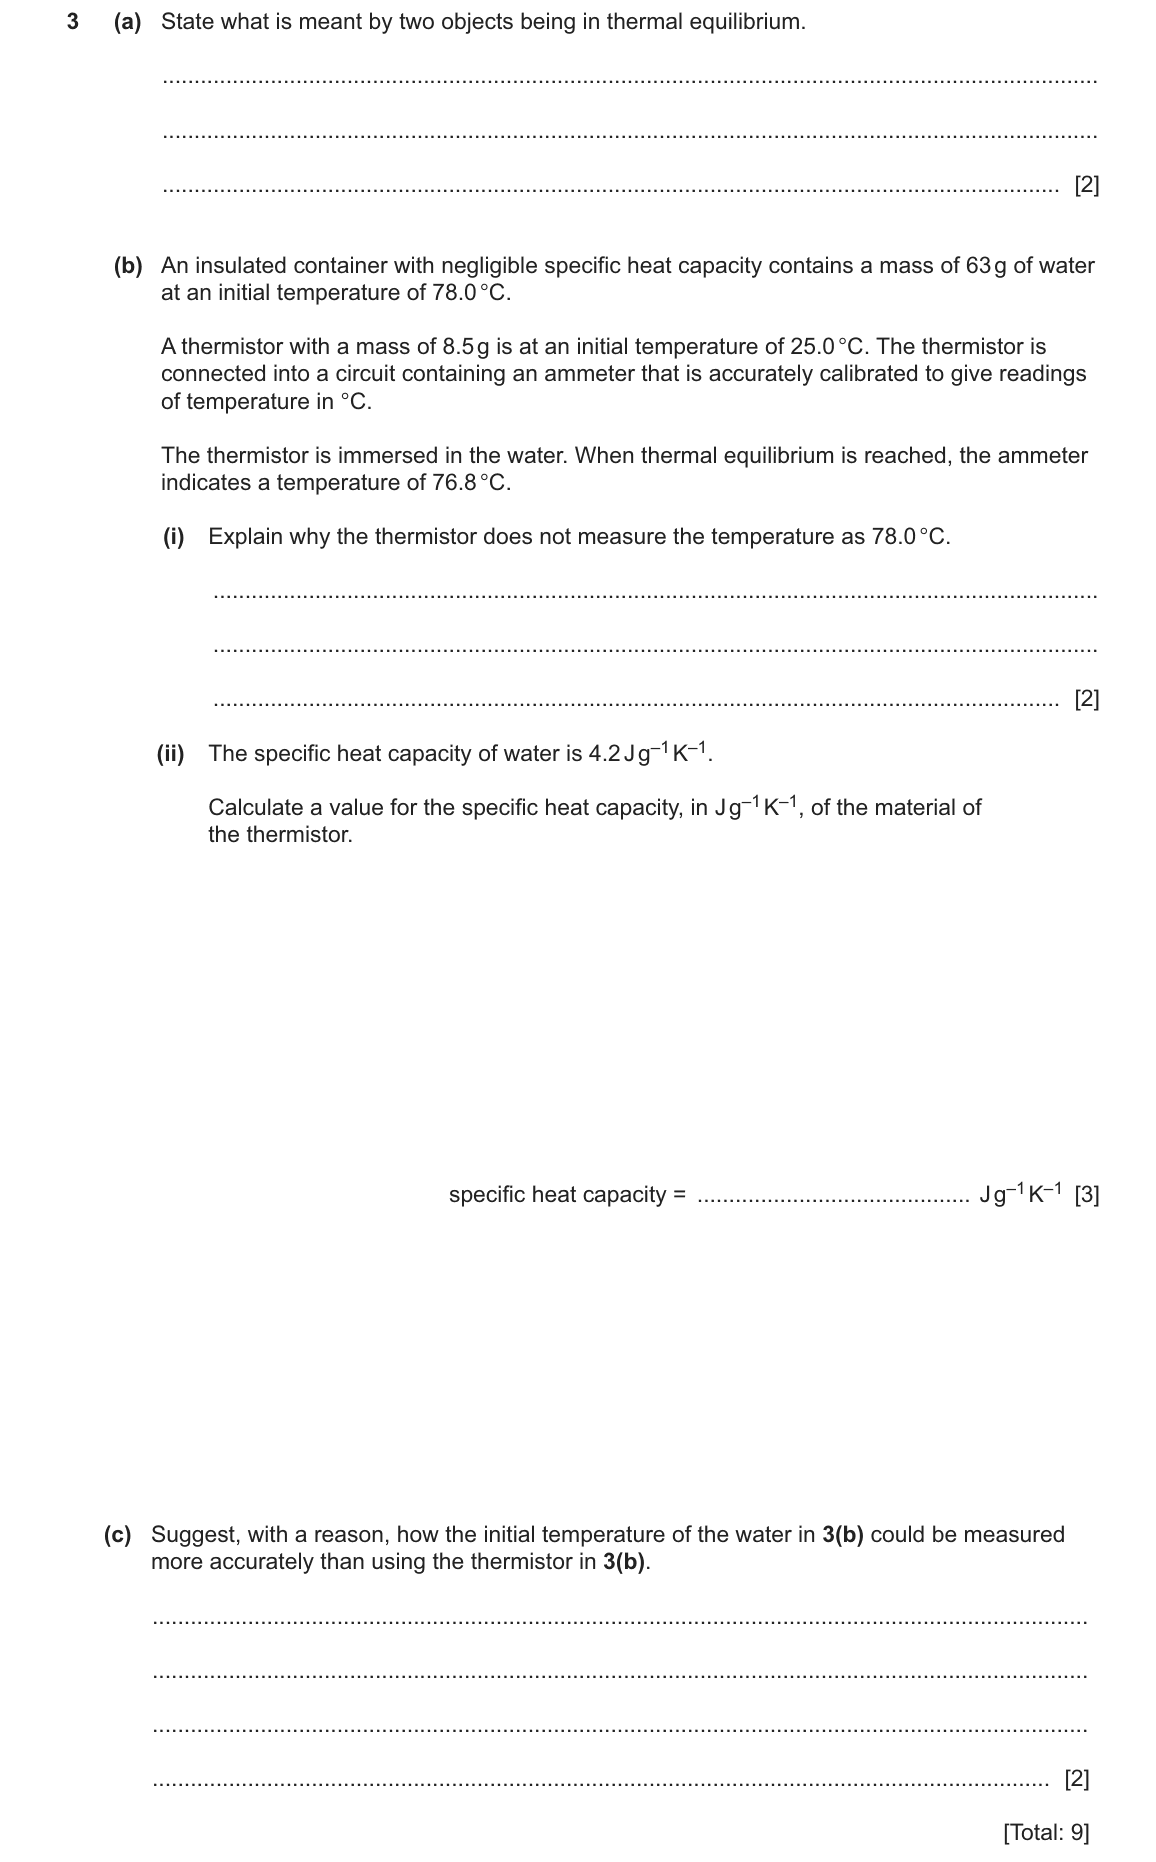 3 (a) State what is meant by two objects being in thermal equilibrium.
..........
..........
.......... [2]
(b) An insulated container with negligible specific heat capacity contains a mass of 63 g of water
at an initial temperature of 78.0 °C.
A thermistor with a mass of 8.5 g is at an initial temperature of 25.0 °C. The thermistor is
connected into a circuit containing an ammeter that is accurately calibrated to give readings
of temperature in °C.
The thermistor is immersed in the water. When thermal equilibrium is reached, the ammeter
indicates a temperature of 76.8 °C.
(i) Explain why the thermistor does not measure the temperature as 78.0 °C.
..........
..........
.......... [2]
(ii) The specific heat capacity of water is 4.2 J g⁻¹ K⁻¹.
Calculate a value for the specific heat capacity, in J g⁻¹ K⁻¹, of the material of
the thermistor.
specific heat capacity = .......... J g⁻¹ K⁻¹ [3]
(c) Suggest, with a reason, how the initial temperature of the water in 3(b) could be measured
more accurately than using the thermistor in 3(b).
..........
..........
..........
.......... [2]
[Total: 9]